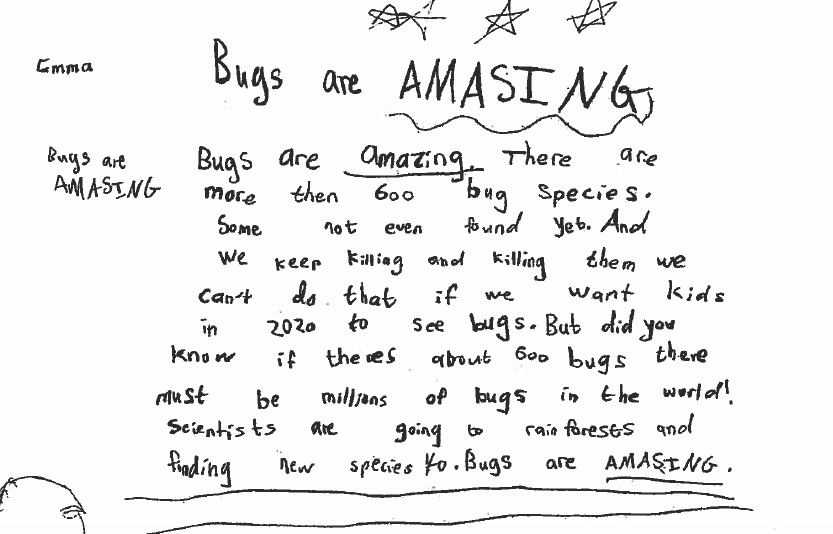 Emma
Bugs are AMASING
Bugs are
AMASING
Bugs are amazing. There are
more then 600 bug species.
Some not even found yet. And
we keep killing and killing them we
can't do that if we want kids
in 2020 to see bugs. But did you
know if theres about 600 bugs there
must be millions of bugs in the world!
Scientists are going to rain forests and
finding new species yo. Bugs are AMASING.